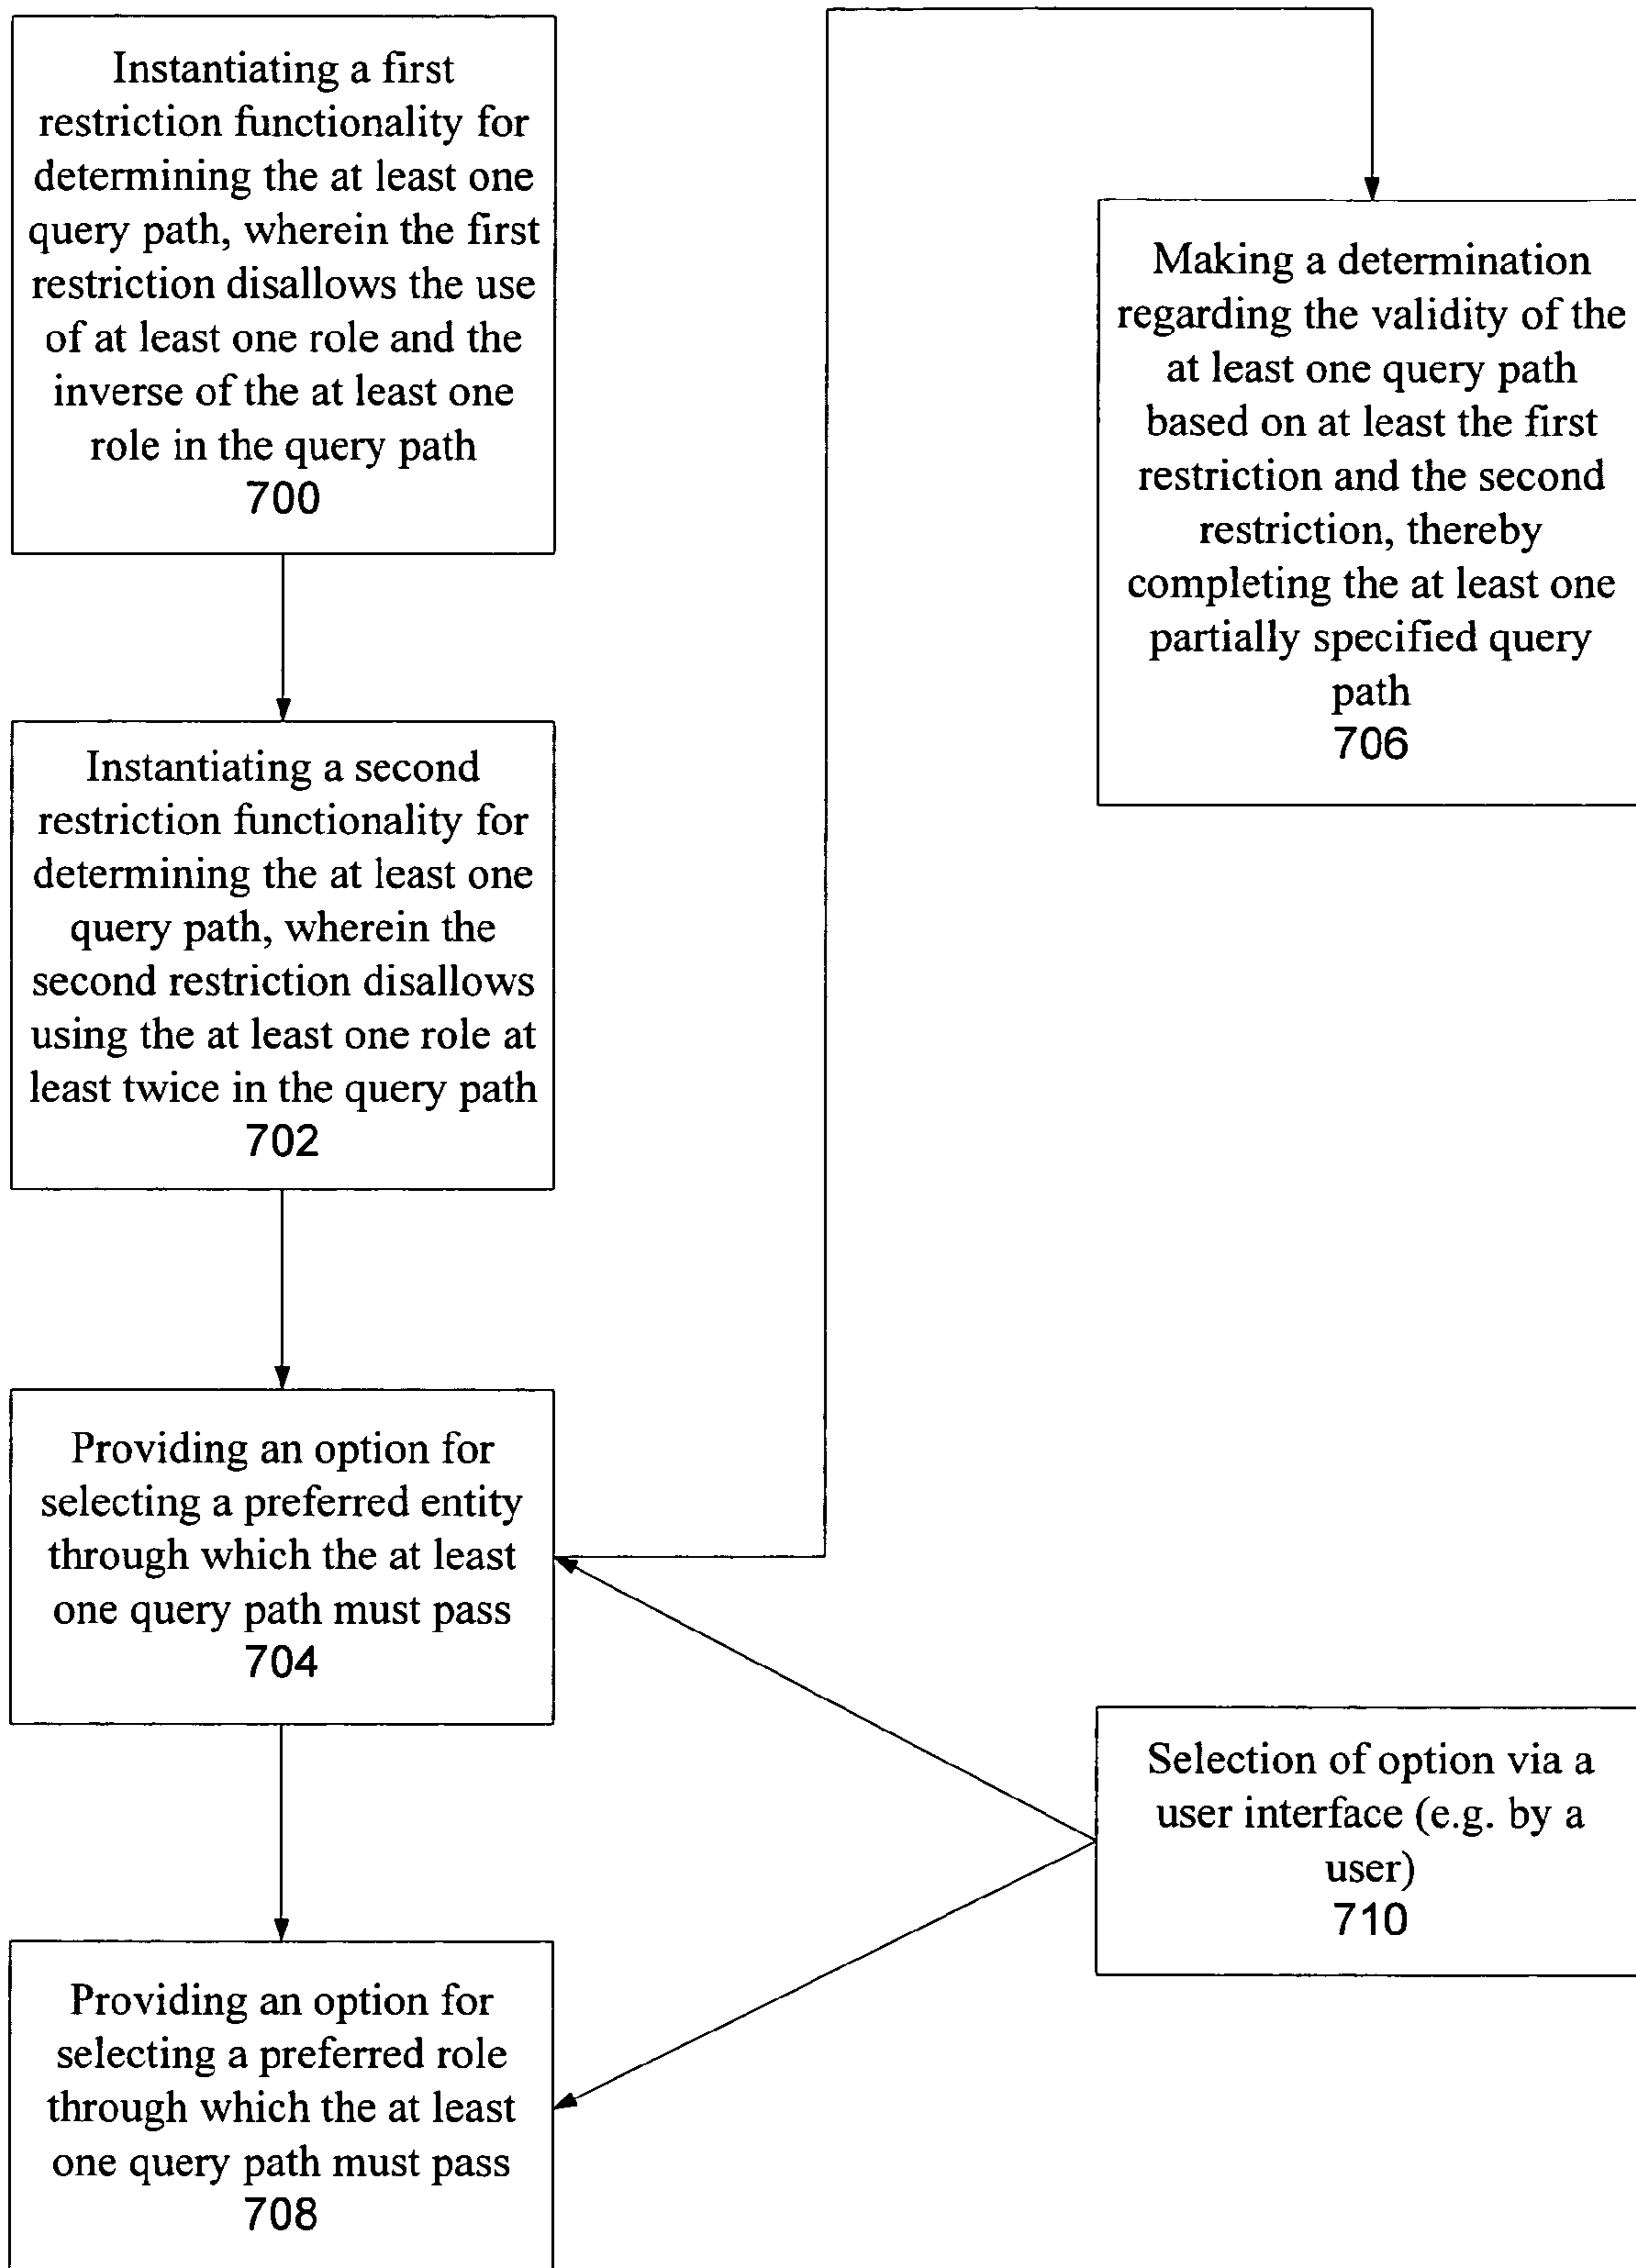 Instantiating a first
restriction functionality for
determining the at least one
query path, wherein the first
restriction disallows the use
of at least one role and the
inverse of the at least one
role in the query path
700
Instantiating a second
restriction functionality for
determining the at least one
query path, wherein the
second restriction disallows
using the at least one role at
least twice in the query path
702
Providing an option for
selecting a preferred entity
through which the at least
one query path must pass
704
Providing an option for
selecting a preferred role
through which the at least
one query path must pass
708
Making a determination
regarding the validity of the
at least one query path
based on at least the first
restriction and the second
restriction, thereby
completing the at least one
partially specified query
path
706
Selection of option via a
user interface (e.g. by a
user)
710